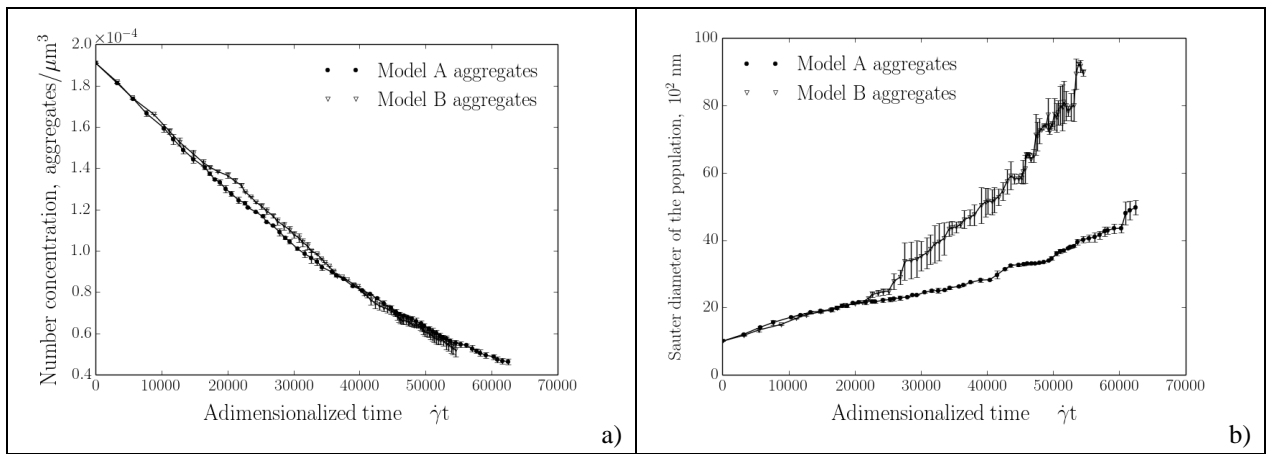 ×10⁻⁴
2.0
1.8
1.6
1.4
1.2
1.0
0.8
0.6
0.4
0 10000 20000 30000 40000 50000 60000 70000
Number concentration, aggregates/μm³
Model A aggregates
Model B aggregates
Adimensionalized time γ̇t
a)
100
80
60
40
20
0
0 10000 20000 30000 40000 50000 60000 70000
Sauter diameter of the population, 10² nm
Model A aggregates
Model B aggregates
Adimensionalized time γ̇t
b)